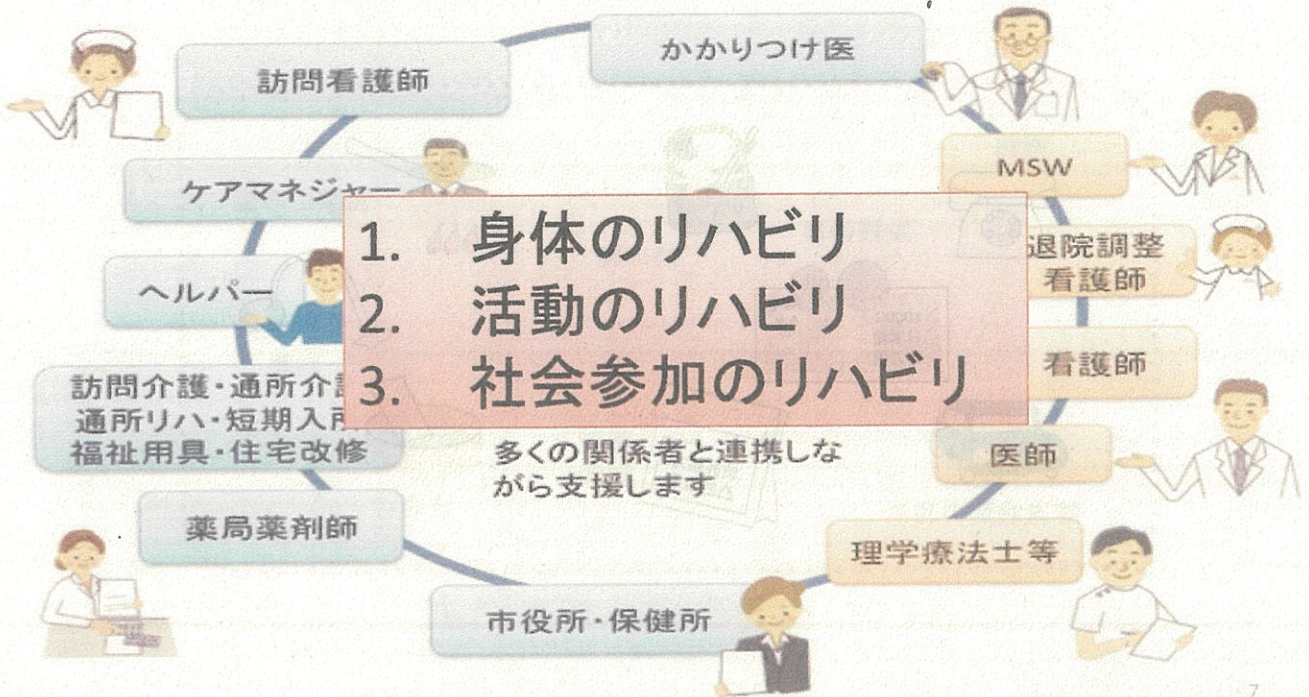 訪問看護師
かかりつけ医
ケアマネジャー
MSW
ヘルパー
退院調整
看護師
1. 身体のリハビリ
2. 活動のリハビリ
3. 社会参加のリハビリ
看護師
訪問介護・通所介
通所リハ・短期入所
福祉用具・住宅改修
多くの関係者と連携しな
がら支援します
医師
薬局薬剤師
理学療法士等
市役所・保健所
7